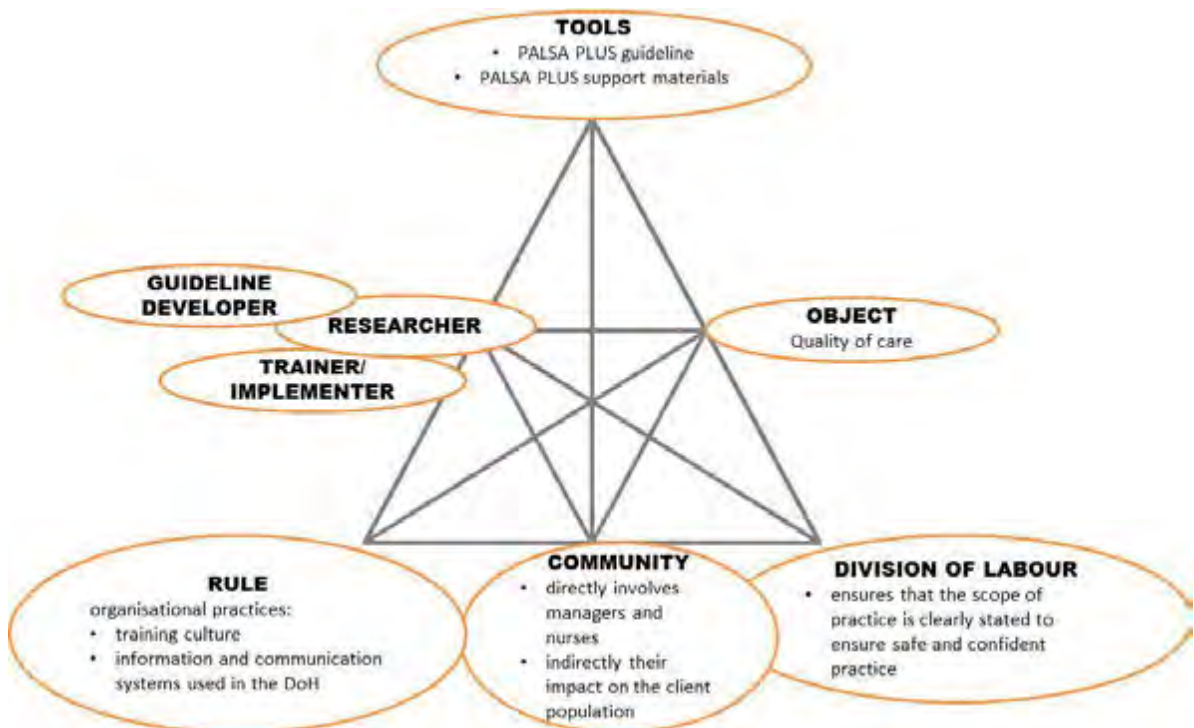 TOOLS
• PALSA PLUS guideline
• PALSA PLUS support materials
GUIDELINE
DEVELOPER
RESEARCHER
TRAINER/
IMPLEMENTER
OBJECT
Quality of care
RULE
organisational practices:
• training culture
• information and communication
systems used in the DoH
COMMUNITY
• directly involves
managers and
nurses
• indirectly their
impact on the client
population
DIVISION OF LABOUR
• ensures that the scope of
practice is clearly stated to
ensure safe and confident
practice